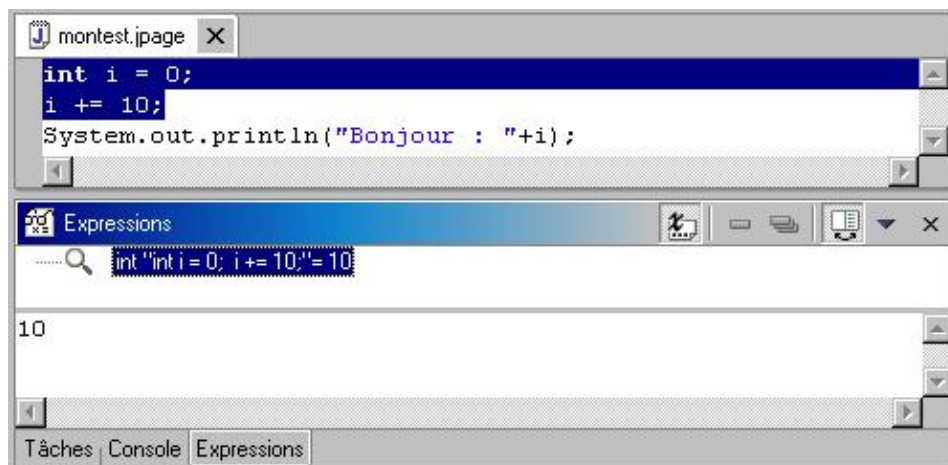 montest.jpage
int i = 0;
i += 10;
System.out.println("Bonjour : "+i);
Expressions
int "int i = 0;  i += 10;"= 10
10
Tâches Console Expressions